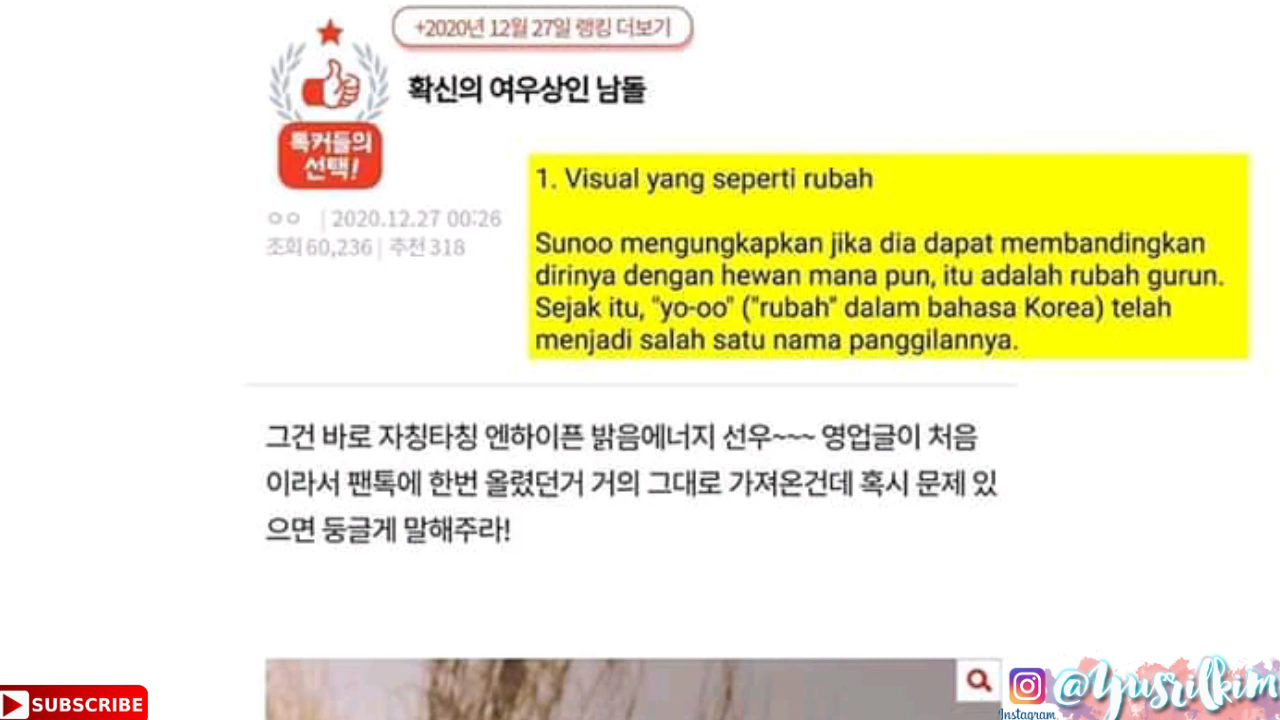 +2020년 12월 27일 랭킹 더보기
확신의 여우상인 남돌
톡커들의
선택!
ㅇㅇ | 2020.12.27 00:26
조회 60,236 | 추천 318
1. Visual yang seperti rubah
Sunoo mengungkapkan jika dia dapat membandingkan
dirinya dengan hewan mana pun, itu adalah rubah gurun.
Sejak itu, "yo-oo" ("rubah" dalam bahasa Korea) telah
menjadi salah satu nama panggilannya.
그건 바로 자칭타칭 엔하이픈 밝음에너지 선우~~~ 영업글이 처음
이라서 팬톡에 한번 올렸던거 거의 그대로 가져온건데 혹시 문제 있
으면 둥글게 말해주라!
SUBSCRIBE
Instagram
@yusrilkim